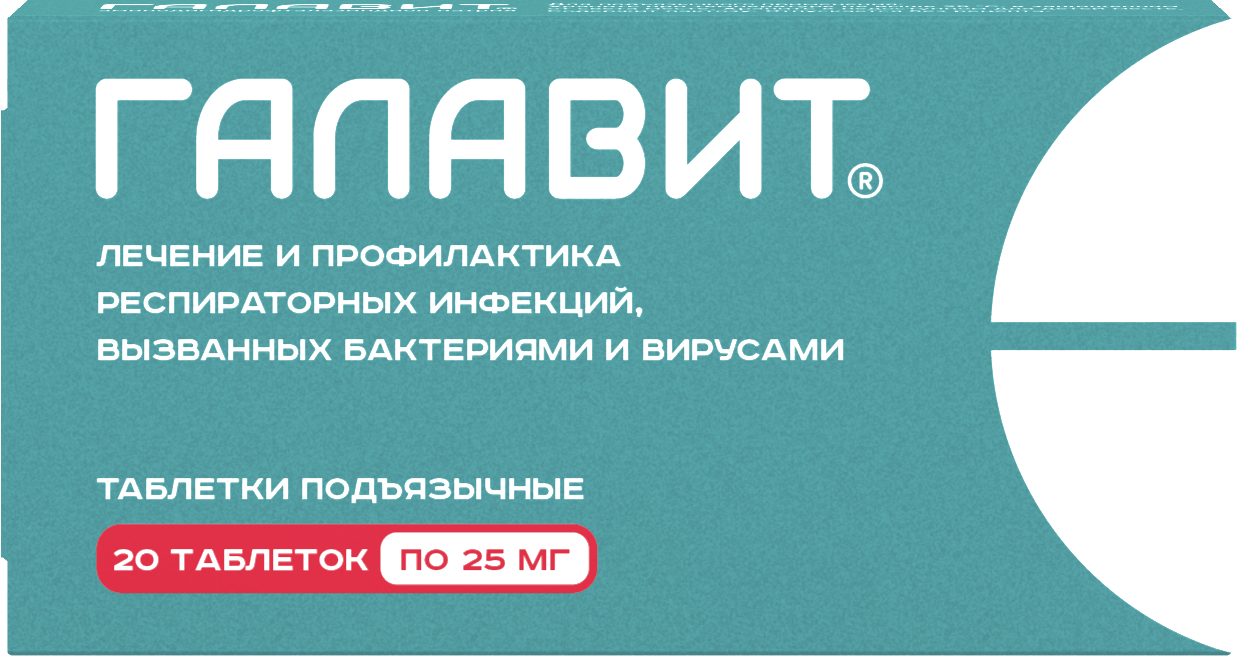 ГАЛАВИТ®
ЛЕЧЕНИЕ И ПРОФИЛАКТИКА
РЕСПИРАТОРНЫХ ИНФЕКЦИЙ,
ВЫЗВАННЫХ БАКТЕРИЯМИ И ВИРУСАМИ
ТАБЛЕТКИ ПОДЪЯЗЫЧНЫЕ
20 ТАБЛЕТОК ПО 25 МГ